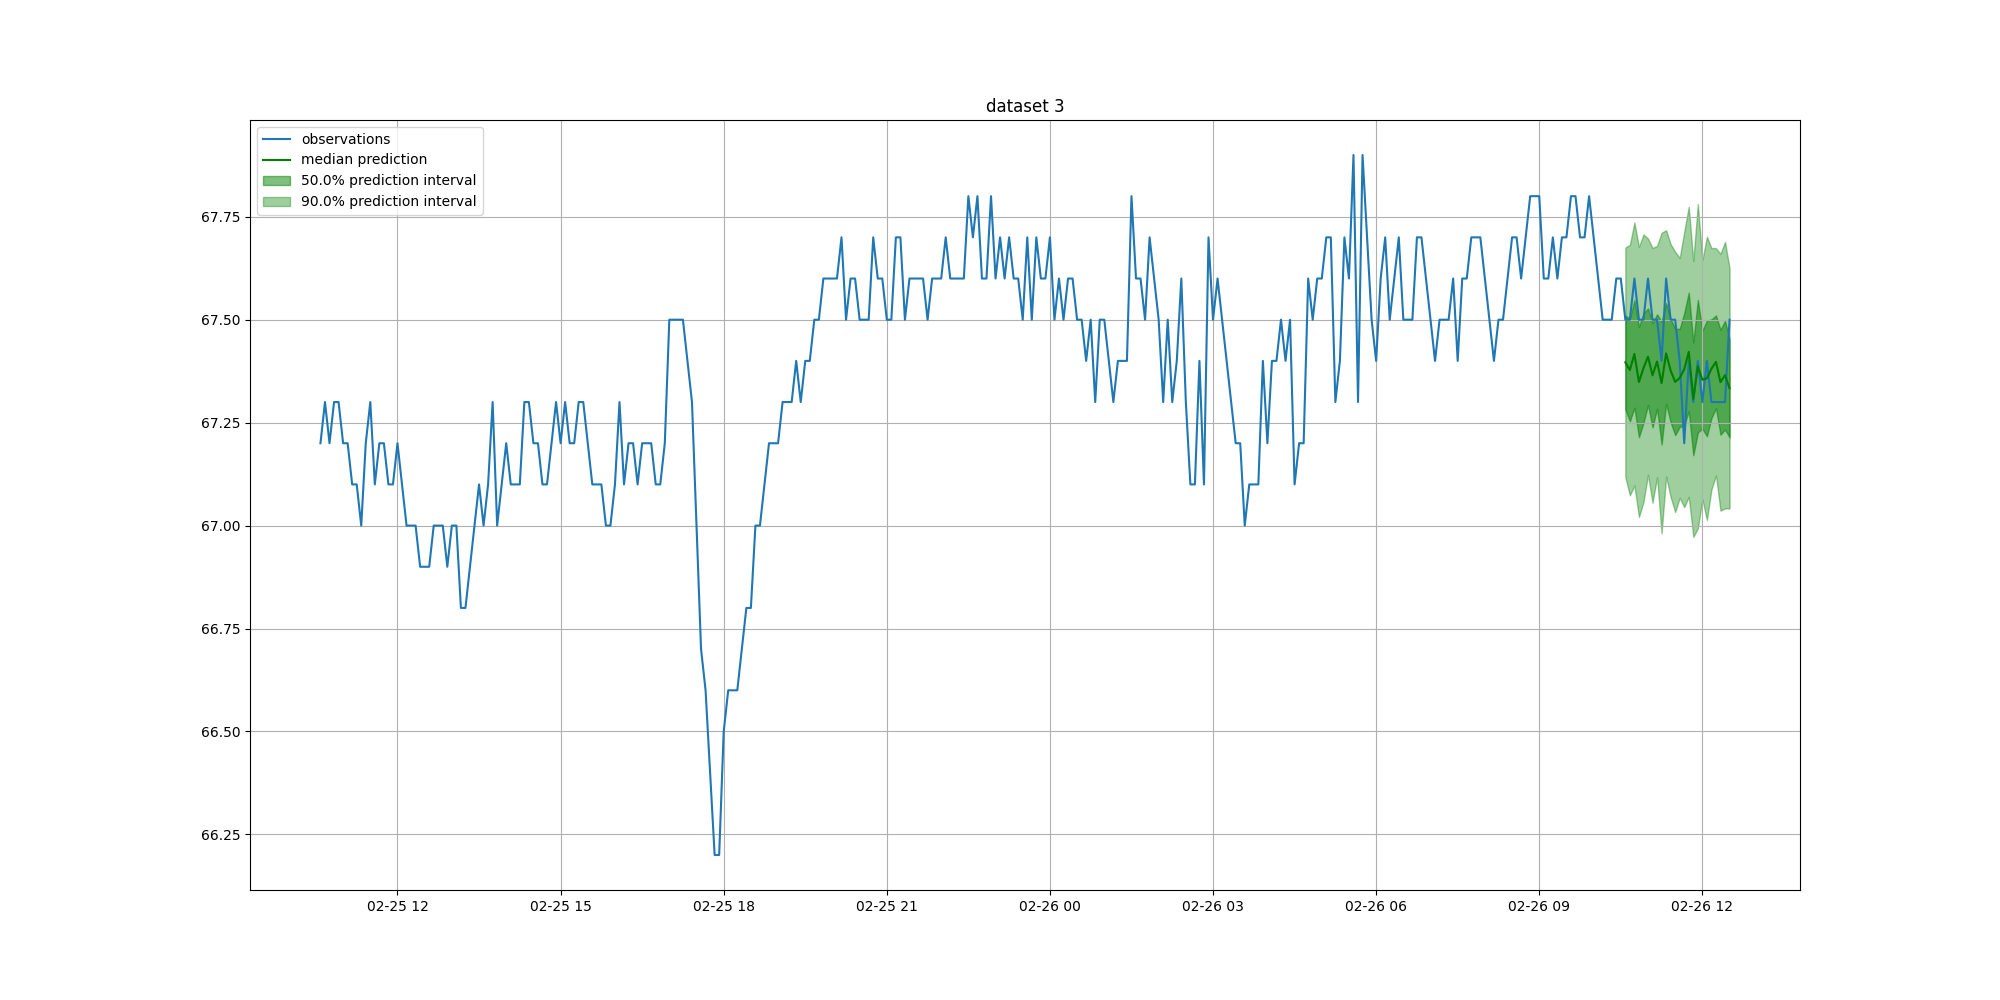 dataset 3
observations
median prediction
50.0% prediction interval
90.0% prediction interval
67.75
67.50
67.25
67.00
66.75
66.50
66.25
02-25 12 02-25 15 02-25 18 02-25 21 02-26 00 02-26 03 02-26 06 02-26 09 02-26 12